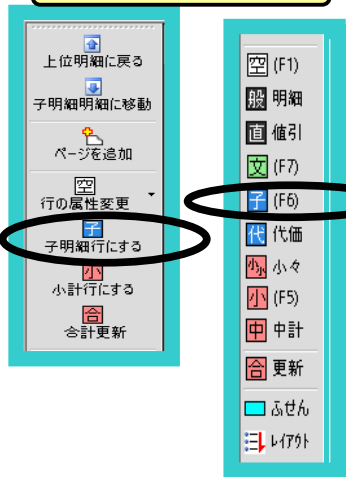 上位明細に戻る
子明細明細に移動
ページを追加
空
行の属性変更
子
子明細行にする
小
小計行にする
合
合計更新
空 (F1)
般 明細
直 値引
文 (F7)
子 (F6)
代 代価
小小 小々
小 (F5)
中 中計
合 更新
ふせん
レイアウト